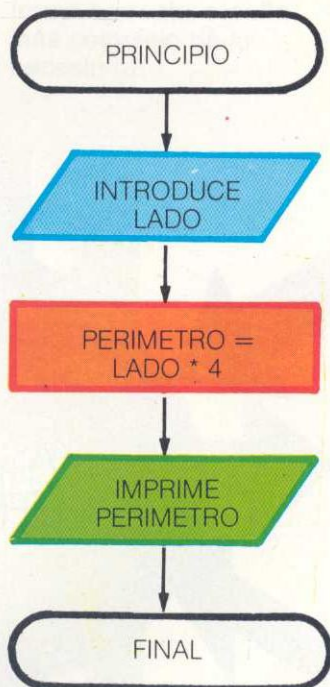 PRINCIPIO
INTRODUCE
LADO
PERIMETRO =
LADO * 4
IMPRIME
PERIMETRO
FINAL